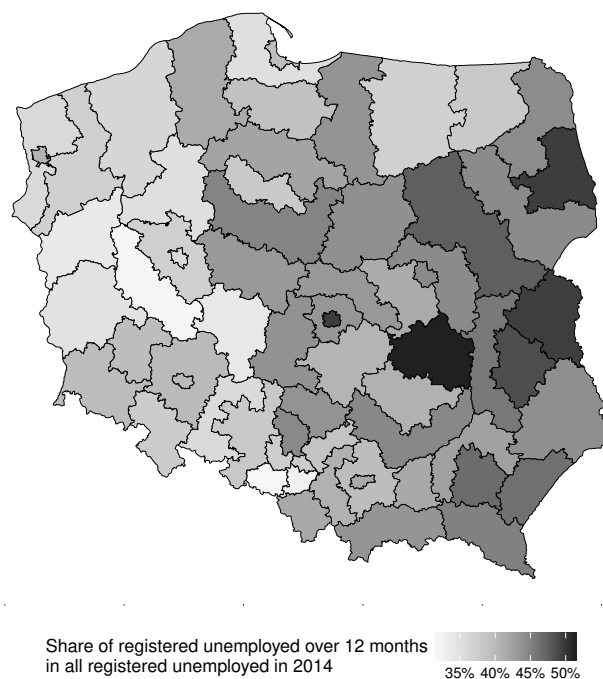 Share of registered unemployed over 12 months
in all registered unemployed in 2014
35% 40% 45% 50%